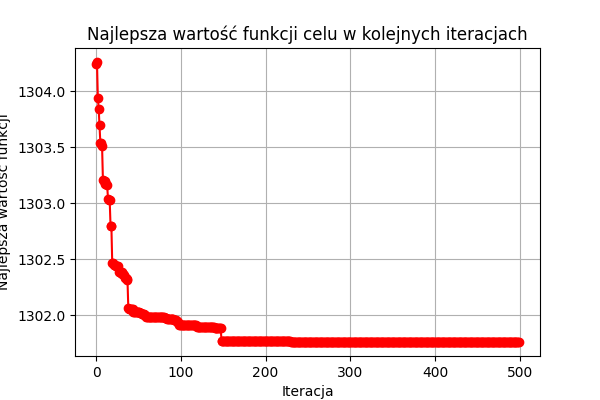 Najlepsza wartość funkcji celu w kolejnych iteracjach
Najlepsza wartość funkcji
1304.0
1303.5
1303.0
1302.5
1302.0
0 100 200 300 400 500
Iteracja